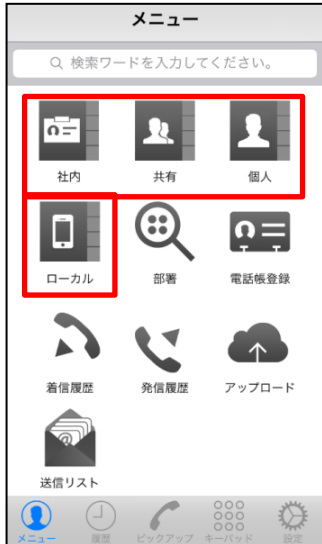 メニュー
検索ワードを入力してください。
社内 共有 個人
ローカル 部署 電話帳登録
着信履歴 発信履歴 アップロード
@
送信リスト
メニュー 履歴 ピックアップ キーパッド 設定